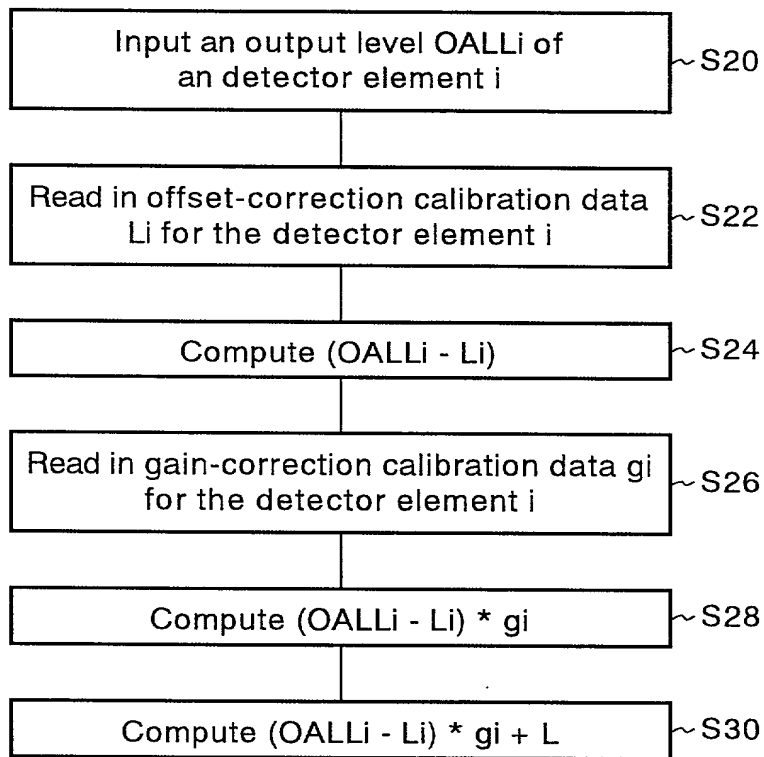 Input an output level OALLi of
an detector element i
S20
Read in offset-correction calibration data
Li for the detector element i
S22
Compute (OALLi - Li)
S24
Read in gain-correction calibration data gi
for the detector element i
S26
Compute (OALLi - Li) * gi
S28
Compute (OALLi - Li) * gi + L
S30